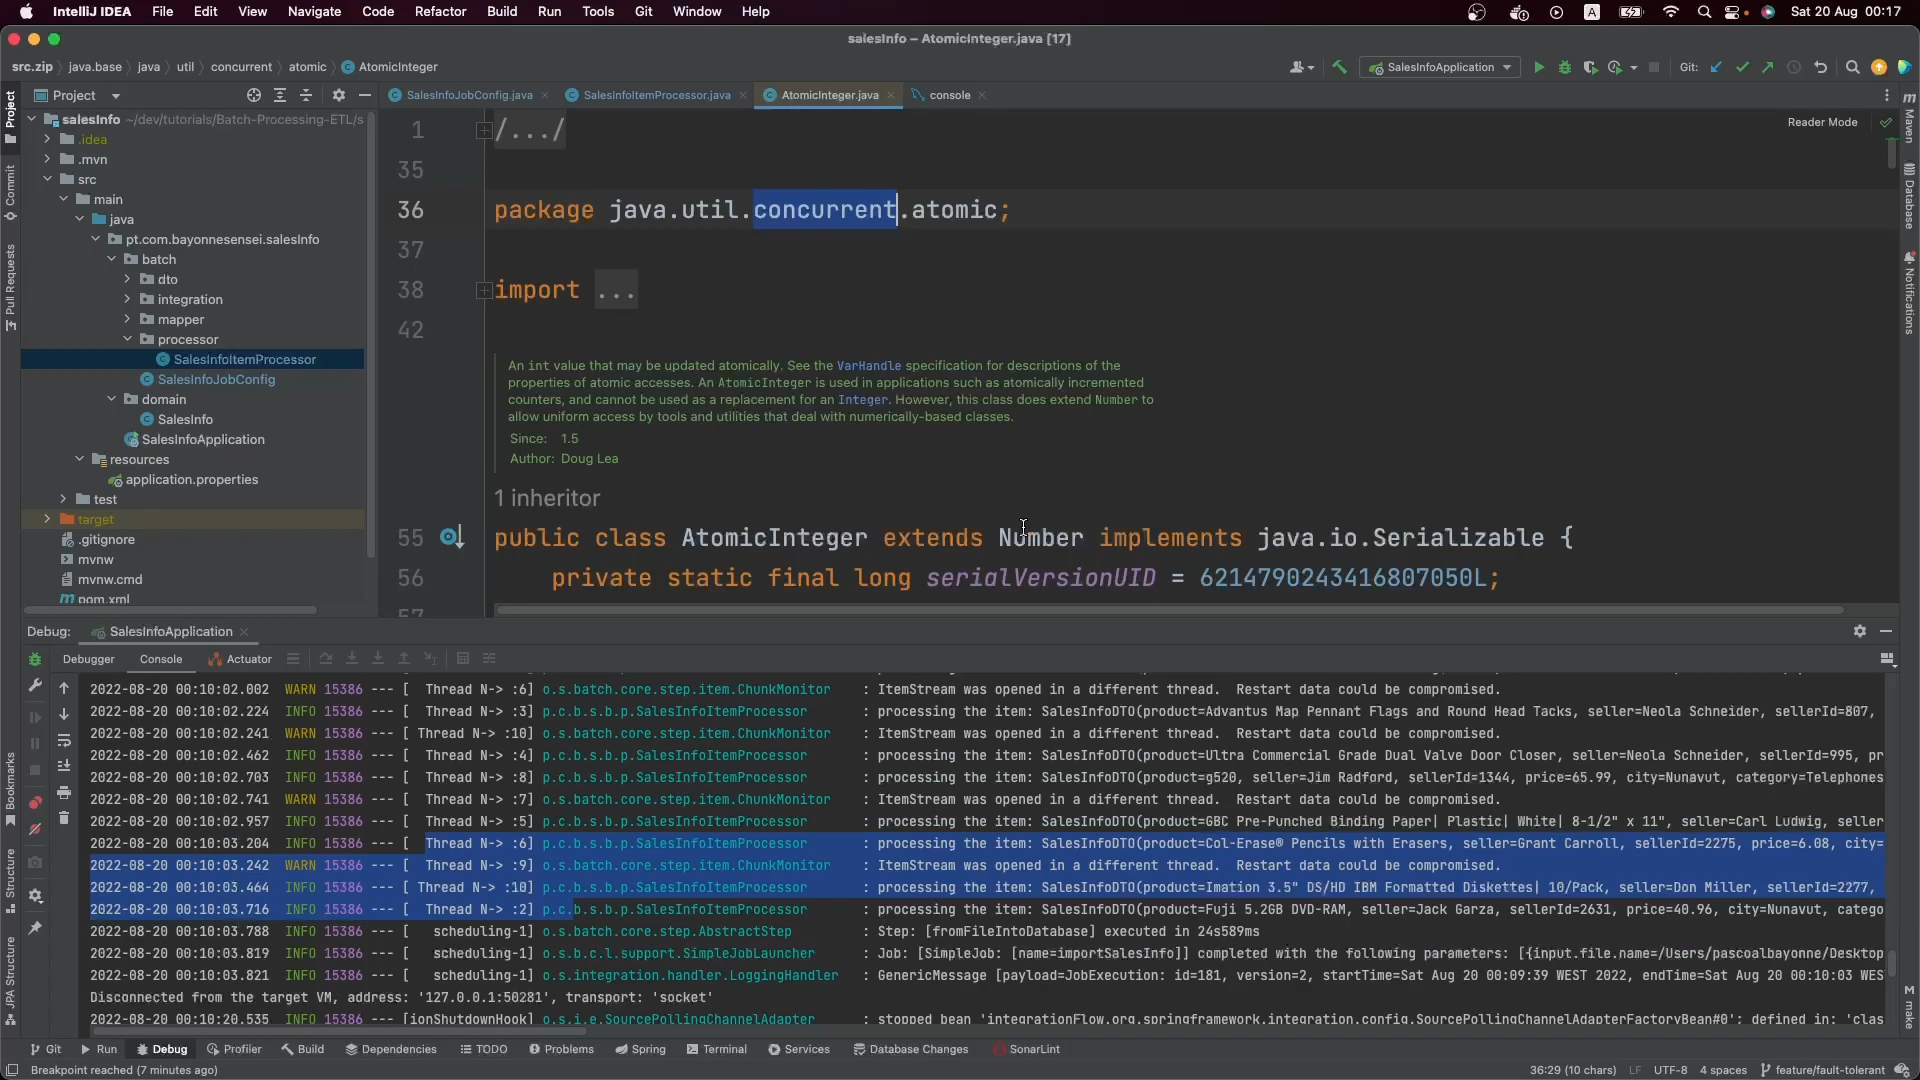 IntelliJ IDEA File Edit View Navigate Code Refactor Build Run Tools Git Window Help A Sat 20 Aug 00:17
salesInfo – AtomicInteger.java [17]
src.zip java.base java util concurrent atomic AtomicInteger SalesInfoApplication Git:
Project SalesInfoJobConfig.java SalesInfoItemProcessor.java AtomicInteger.java console
salesInfo ~/dev/tutorials/Batch-Processing-ETL/s
.idea
.mvn
src
main
java
pt.com.bayonnesensei.salesInfo
batch
dto
integration
mapper
processor
SalesInfoItemProcessor
SalesInfoJobConfig
domain
SalesInfo
SalesInfoApplication
resources
application.properties
test
target
.gitignore
mvnw
mvnw.cmd
pom.xml
Project
Commit
Pull Requests
Bookmarks
Structure
JPA Structure
Reader Mode
1 /.../
35
36 package java.util.concurrent.atomic;
37
38 import ...
42
An int value that may be updated atomically. See the VarHandle specification for descriptions of the
properties of atomic accesses. An AtomicInteger is used in applications such as atomically incremented
counters, and cannot be used as a replacement for an Integer. However, this class does extend Number to
allow uniform access by tools and utilities that deal with numerically-based classes.
Since: 1.5
Author: Doug Lea
1 inheritor
55 public class AtomicInteger extends Number implements java.io.Serializable {
56 private static final long serialVersionUID = 6214790243416807050L;
57
m
Maven
Database
Notifications
M
make
Debug: SalesInfoApplication
Debugger Console Actuator
2022-08-20 00:10:02.002 WARN 15386 --- [ Thread N-> :6] o.s.batch.core.step.item.ChunkMonitor : ItemStream was opened in a different thread. Restart data could be compromised.
2022-08-20 00:10:02.224 INFO 15386 --- [ Thread N-> :3] p.c.b.s.b.p.SalesInfoItemProcessor : processing the item: SalesInfoDTO(product=Advantus Map Pennant Flags and Round Head Tacks, seller=Neola Schneider, sellerId=807,
2022-08-20 00:10:02.241 WARN 15386 --- [ Thread N-> :10] o.s.batch.core.step.item.ChunkMonitor : ItemStream was opened in a different thread. Restart data could be compromised.
2022-08-20 00:10:02.462 INFO 15386 --- [ Thread N-> :4] p.c.b.s.b.p.SalesInfoItemProcessor : processing the item: SalesInfoDTO(product=Ultra Commercial Grade Dual Valve Door Closer, seller=Neola Schneider, sellerId=995, pr
2022-08-20 00:10:02.703 INFO 15386 --- [ Thread N-> :8] p.c.b.s.b.p.SalesInfoItemProcessor : processing the item: SalesInfoDTO(product=g520, seller=Jim Radford, sellerId=1344, price=65.99, city=Nunavut, category=Telephones
2022-08-20 00:10:02.741 WARN 15386 --- [ Thread N-> :7] o.s.batch.core.step.item.ChunkMonitor : ItemStream was opened in a different thread. Restart data could be compromised.
2022-08-20 00:10:02.957 INFO 15386 --- [ Thread N-> :5] p.c.b.s.b.p.SalesInfoItemProcessor : processing the item: SalesInfoDTO(product=GBC Pre-Punched Binding Paper| Plastic| White| 8-1/2" x 11", seller=Carl Ludwig, seller
2022-08-20 00:10:03.204 INFO 15386 --- [ Thread N-> :6] p.c.b.s.b.p.SalesInfoItemProcessor : processing the item: SalesInfoDTO(product=Col-Erase® Pencils with Erasers, seller=Grant Carroll, sellerId=2275, price=6.08, city=
2022-08-20 00:10:03.242 WARN 15386 --- [ Thread N-> :9] o.s.batch.core.step.item.ChunkMonitor : ItemStream was opened in a different thread. Restart data could be compromised.
2022-08-20 00:10:03.464 INFO 15386 --- [ Thread N-> :10] p.c.b.s.b.p.SalesInfoItemProcessor : processing the item: SalesInfoDTO(product=Imation 3.5" DS/HD IBM Formatted Diskettes| 10/Pack, seller=Don Miller, sellerId=2277,
2022-08-20 00:10:03.716 INFO 15386 --- [ Thread N-> :2] p.c.b.s.b.p.SalesInfoItemProcessor : processing the item: SalesInfoDTO(product=Fuji 5.2GB DVD-RAM, seller=Jack Garza, sellerId=2631, price=40.96, city=Nunavut, catego
2022-08-20 00:10:03.788 INFO 15386 --- [ scheduling-1] o.s.batch.core.step.AbstractStep : Step: [fromFileIntoDatabase] executed in 24s589ms
2022-08-20 00:10:03.819 INFO 15386 --- [ scheduling-1] o.s.b.c.l.support.SimpleJobLauncher : Job: [SimpleJob: [name=importSalesInfo]] completed with the following parameters: [{input.file.name=/Users/pascoalbayonne/Desktop
2022-08-20 00:10:03.821 INFO 15386 --- [ scheduling-1] o.s.integration.handler.LoggingHandler : GenericMessage [payload=JobExecution: id=181, version=2, startTime=Sat Aug 20 00:09:39 WEST 2022, endTime=Sat Aug 20 00:10:03 WES
Disconnected from the target VM, address: '127.0.0.1:50281', transport: 'socket'
2022-08-20 00:10:20.535 INFO 15386 --- [ionShutdownHook] o.s.i.e.SourcePollingChannelAdapter : stopped bean 'integrationFlow.org.springframework.integration.config.SourcePollingChannelAdapterFactoryBean#0'; defined in: 'clas
Git Run Debug Profiler Build Dependencies TODO Problems Spring Terminal Services Database Changes SonarLint
Breakpoint reached (7 minutes ago) 36:29 (10 chars) LF UTF-8 4 spaces feature/fault-tolerant